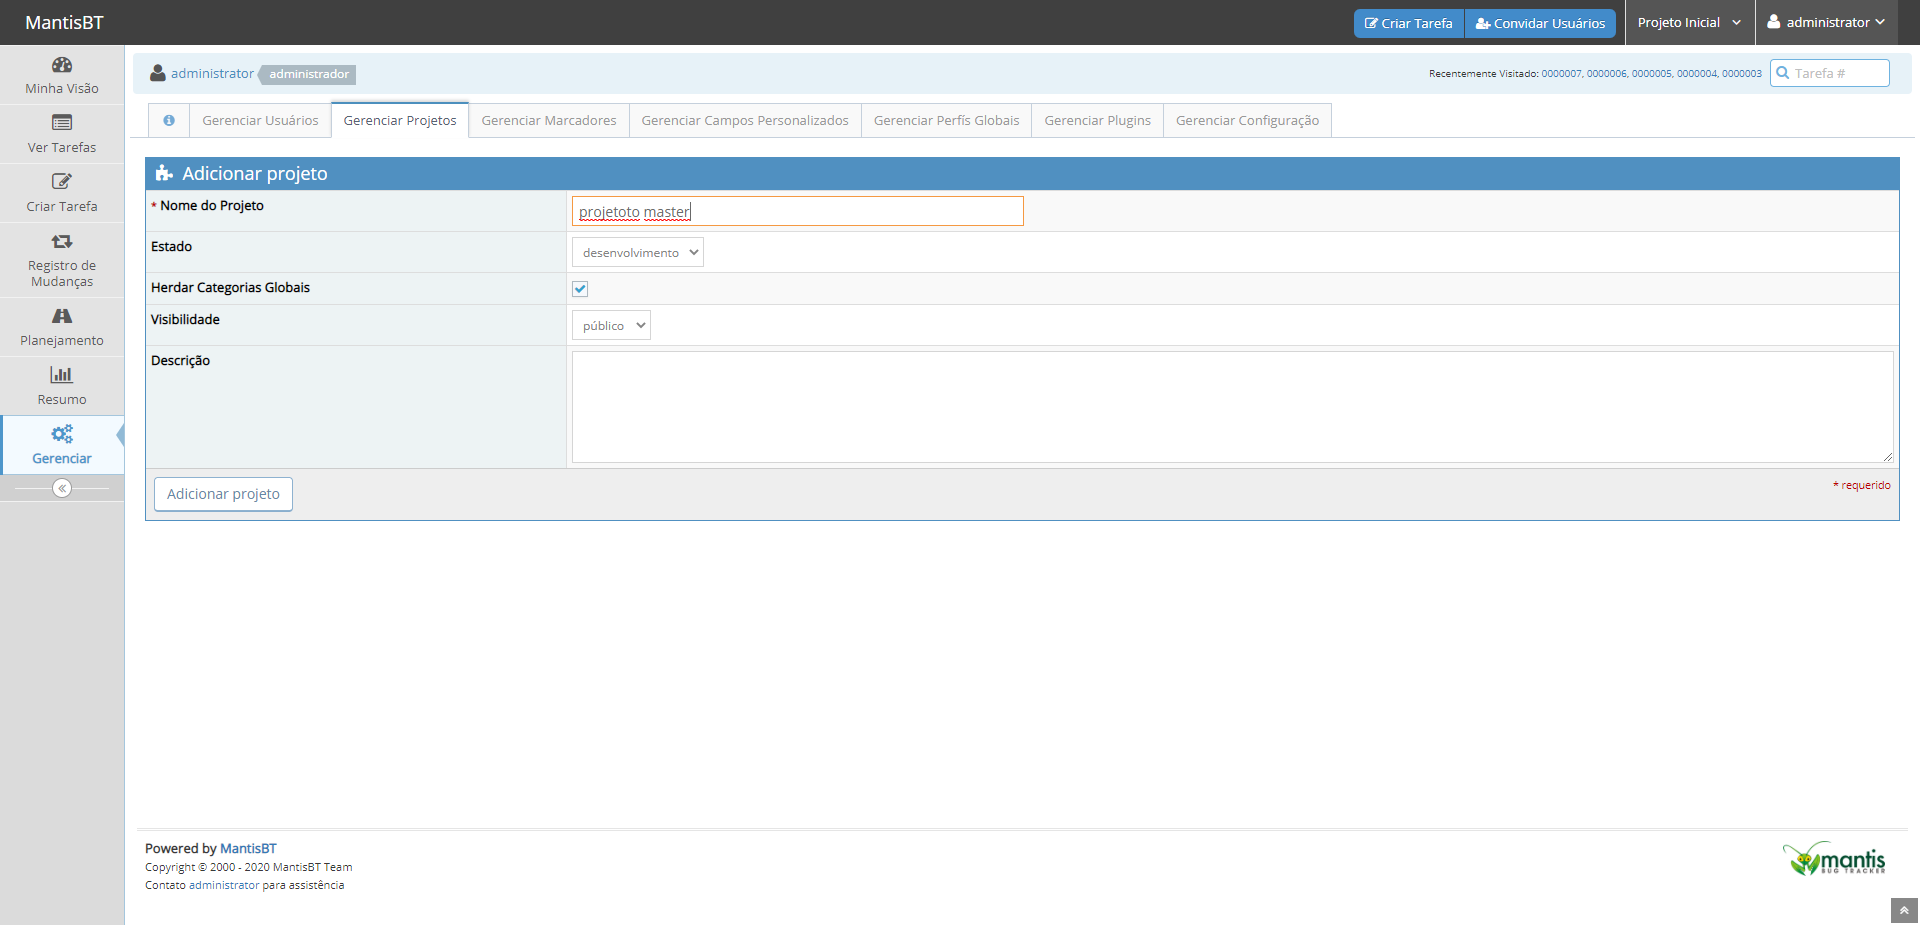 MantisBT
Criar Tarefa
Convidar Usuários
Projeto Inicial
administrator
Minha Visão
Ver Tarefas
Criar Tarefa
Registro de
Mudanças
Planejamento
Resumo
Gerenciar
administrator administrador
Recentemente Visitado: 0000007, 0000006, 0000005, 0000004, 0000003
Tarefa #
Gerenciar Usuários
Gerenciar Projetos
Gerenciar Marcadores
Gerenciar Campos Personalizados
Gerenciar Perfís Globais
Gerenciar Plugins
Gerenciar Configuração
Adicionar projeto
* Nome do Projeto
projetoto master
Estado
desenvolvimento
Herdar Categorias Globais
Visibilidade
público
Descrição
Adicionar projeto
* requerido
Powered by MantisBT
Copyright © 2000 - 2020 MantisBT Team
Contato administrator para assistência
mantis
BUG TRACKER